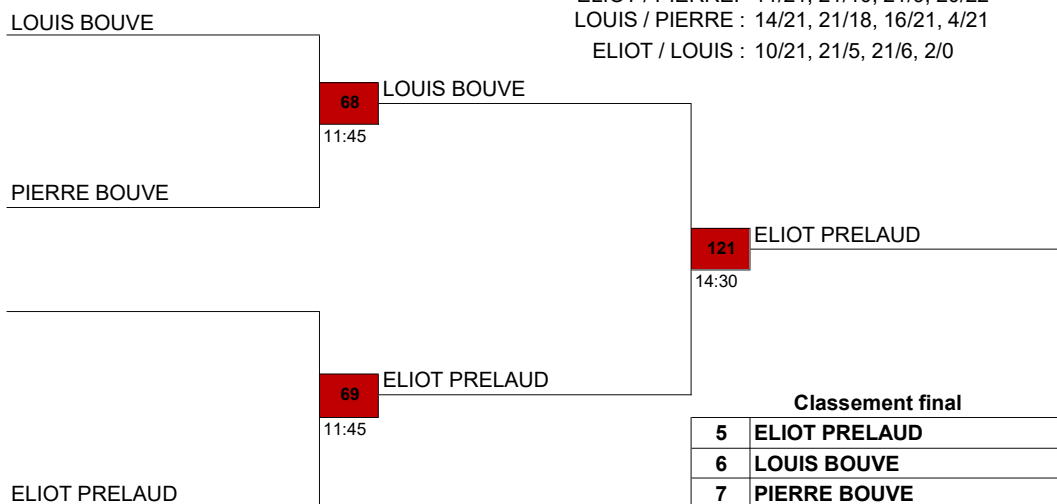 LOUIS BOUVE
LOUIS / PIERRE : 14/21, 21/18, 16/21, 4/21
ELIOT / LOUIS : 10/21, 21/5, 21/6, 2/0
68
LOUIS BOUVE
11:45
PIERRE BOUVE
121
ELIOT PRELAUD
14:30
69
ELIOT PRELAUD
11:45
Classement final
5 ELIOT PRELAUD
6 LOUIS BOUVE
7 PIERRE BOUVE
ELIOT PRELAUD